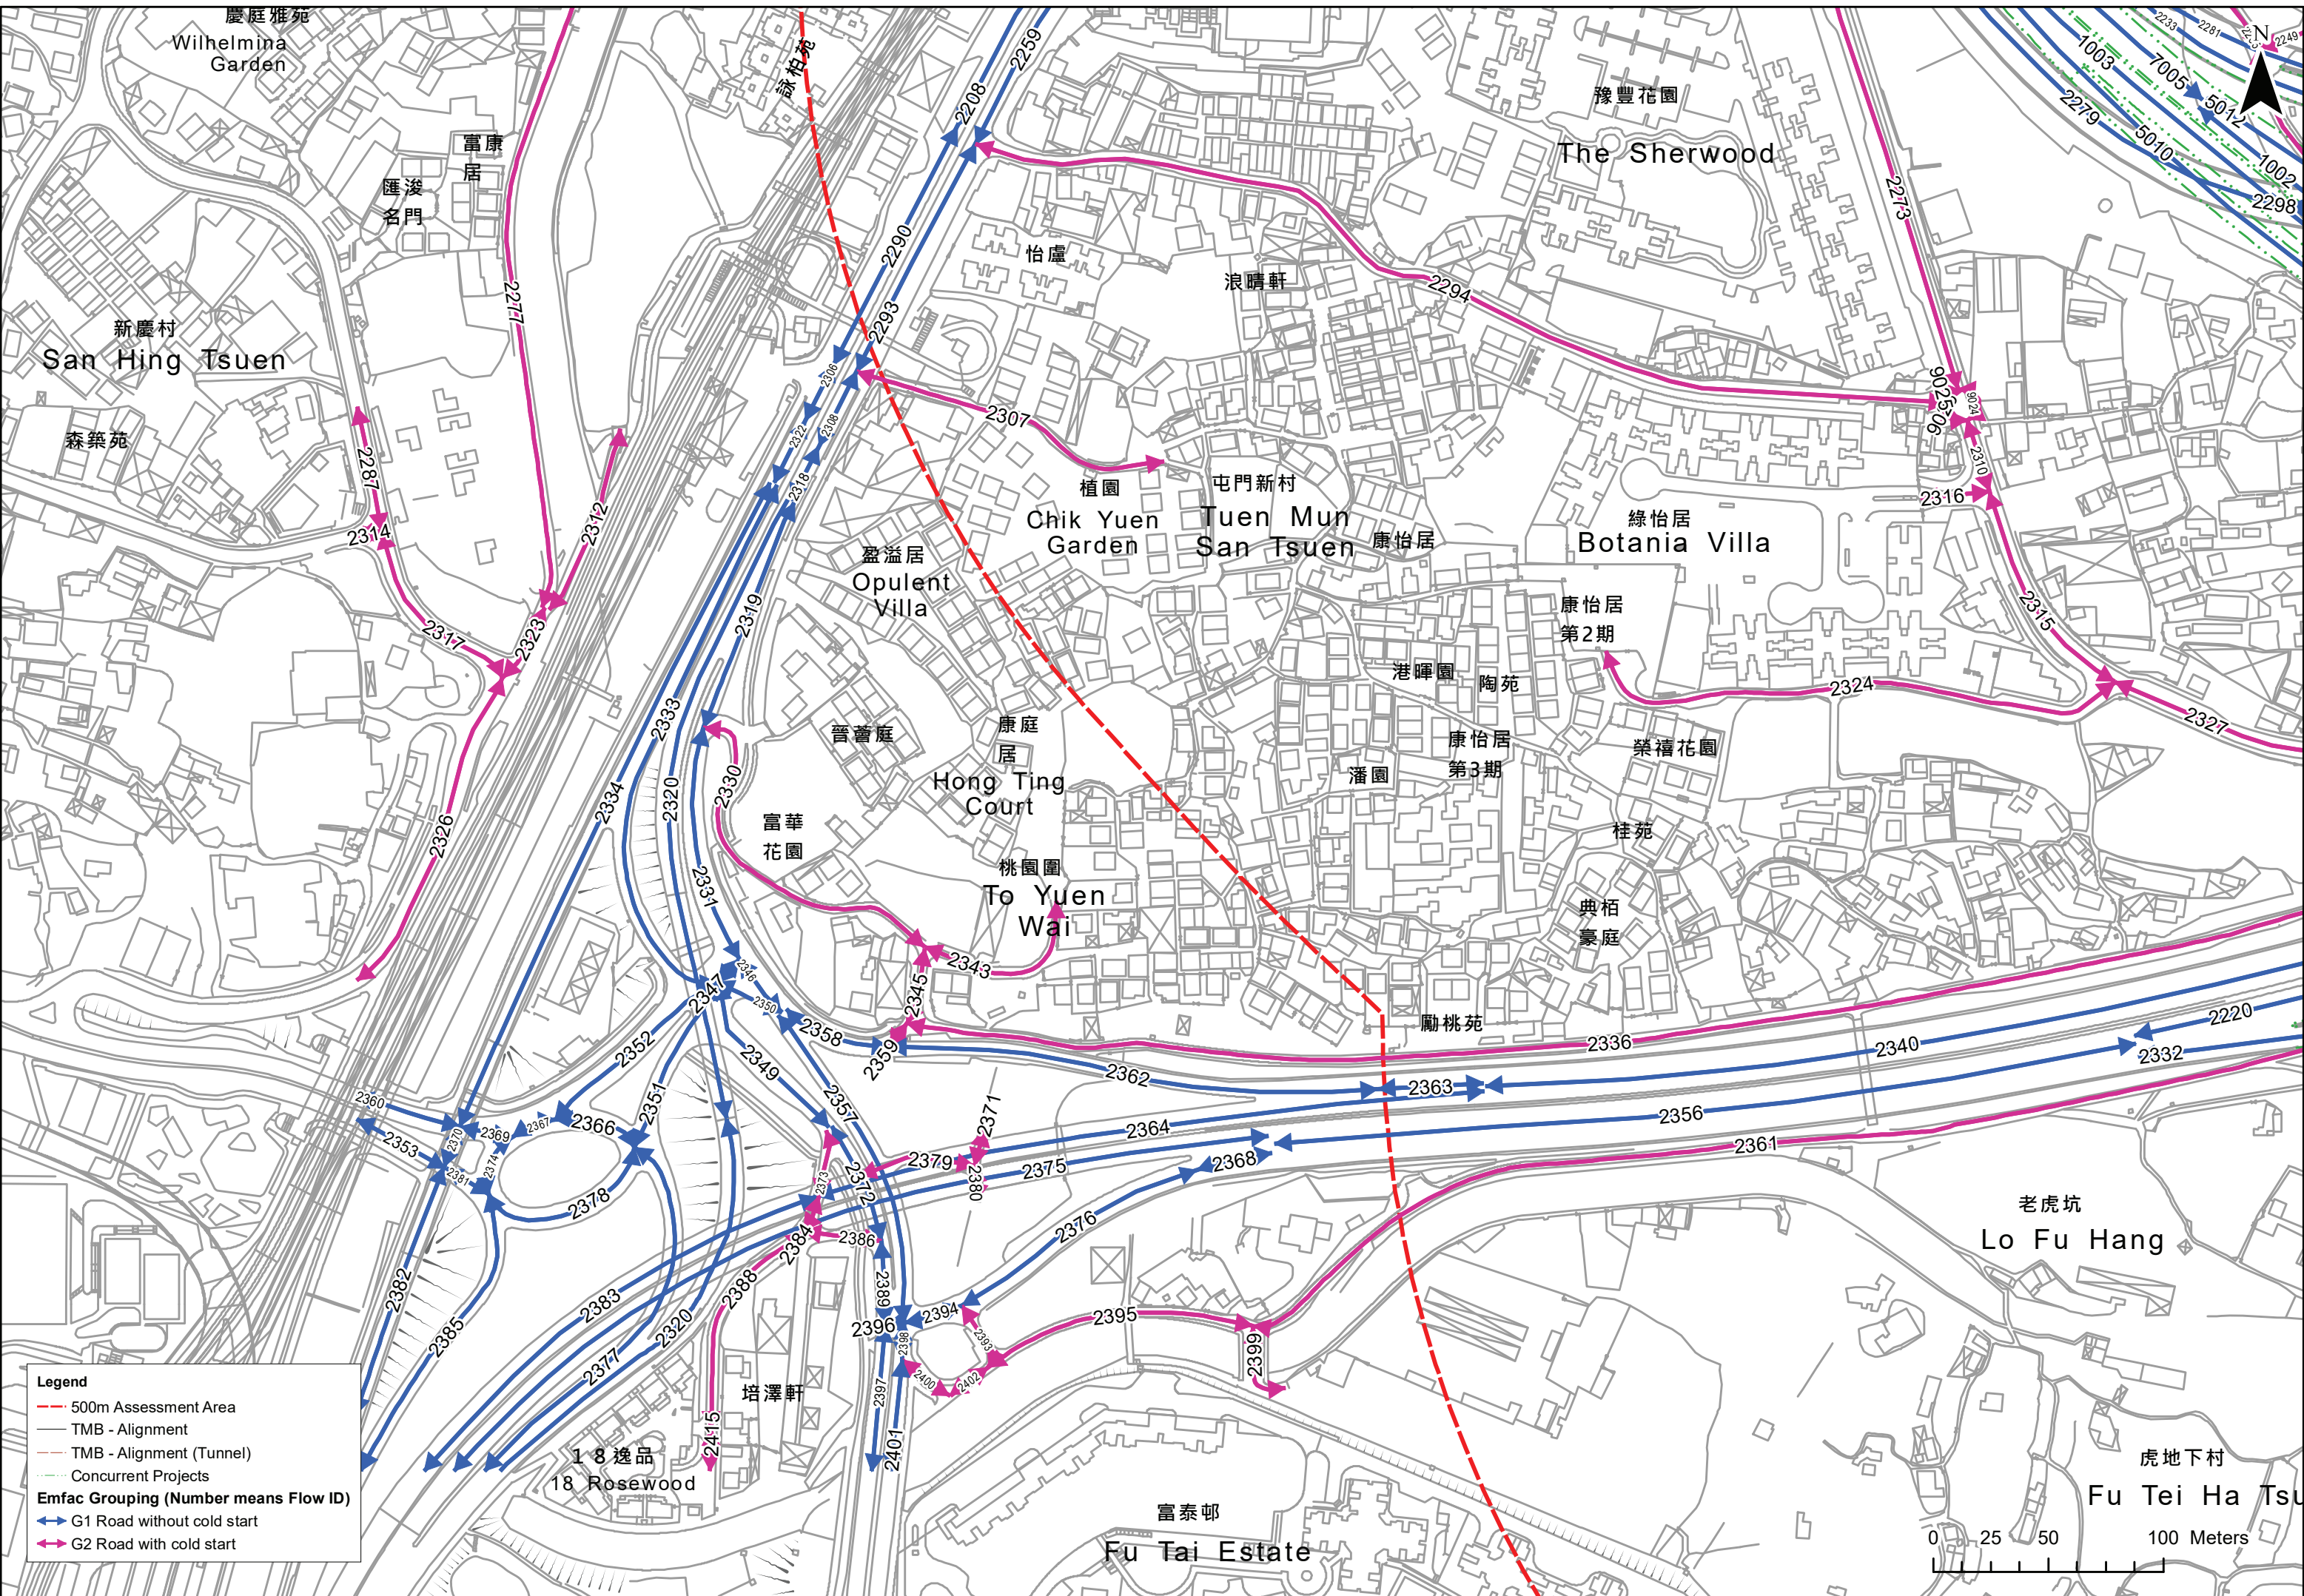 慶庭雅苑
Wilhelmina
Garden
詠柏苑
2259
2208
豫豐花園
The Sherwood
2233
2281
2249
N
1003
7005
5012
2279
5010
1002
2298
富康
居
匯浚
名門
2273
2290
怡廬
浪晴軒
2294
2277
新慶村
San Hing Tsuen
2293
2306
2307
2308
2322
9025
9024
森築苑
2287
2310
2318
植園
Chik Yuen
Garden
屯門新村
Tuen Mun
San Tsuen
康怡居
綠怡居
Botania Villa
2316
2312
2314
盈溢居
Opulent
Villa
2319
2317
2323
康怡居
第2期
2315
港暉園
陶苑
2324
2327
2333
晉薈庭
康庭
居
Hong Ting
Court
康怡居
第3期
潘園
榮禧花園
2334
2320
2330
富華
花園
2326
桂苑
2331
桃園圍
To Yuen
Wai
典栢
豪庭
2343
2346
2347
2350
2345
勵桃苑
2358
2359
2336
2340
2220
2332
2352
2349
2362
2363
2351
2357
2360
2353
2370
2369
2367
2366
2364
2371
2356
2361
2381
2374
2378
2373
2372
2379
2380
2375
2368
老虎坑
Lo Fu Hang
2376
2384
2386
2388
2382
2385
2383
2320
2377
2389
2396
2394
2398
2393
2395
2399
2397
2400
2402
2401
2415
培澤軒
18逸品
18 Rosewood
富泰邨
Fu Tai Estate
虎地下村
Fu Tei Ha Tsu
Legend
500m Assessment Area
TMB - Alignment
TMB - Alignment (Tunnel)
Concurrent Projects
Emfac Grouping (Number means Flow ID)
G1 Road without cold start
G2 Road with cold start
0 25 50 100 Meters